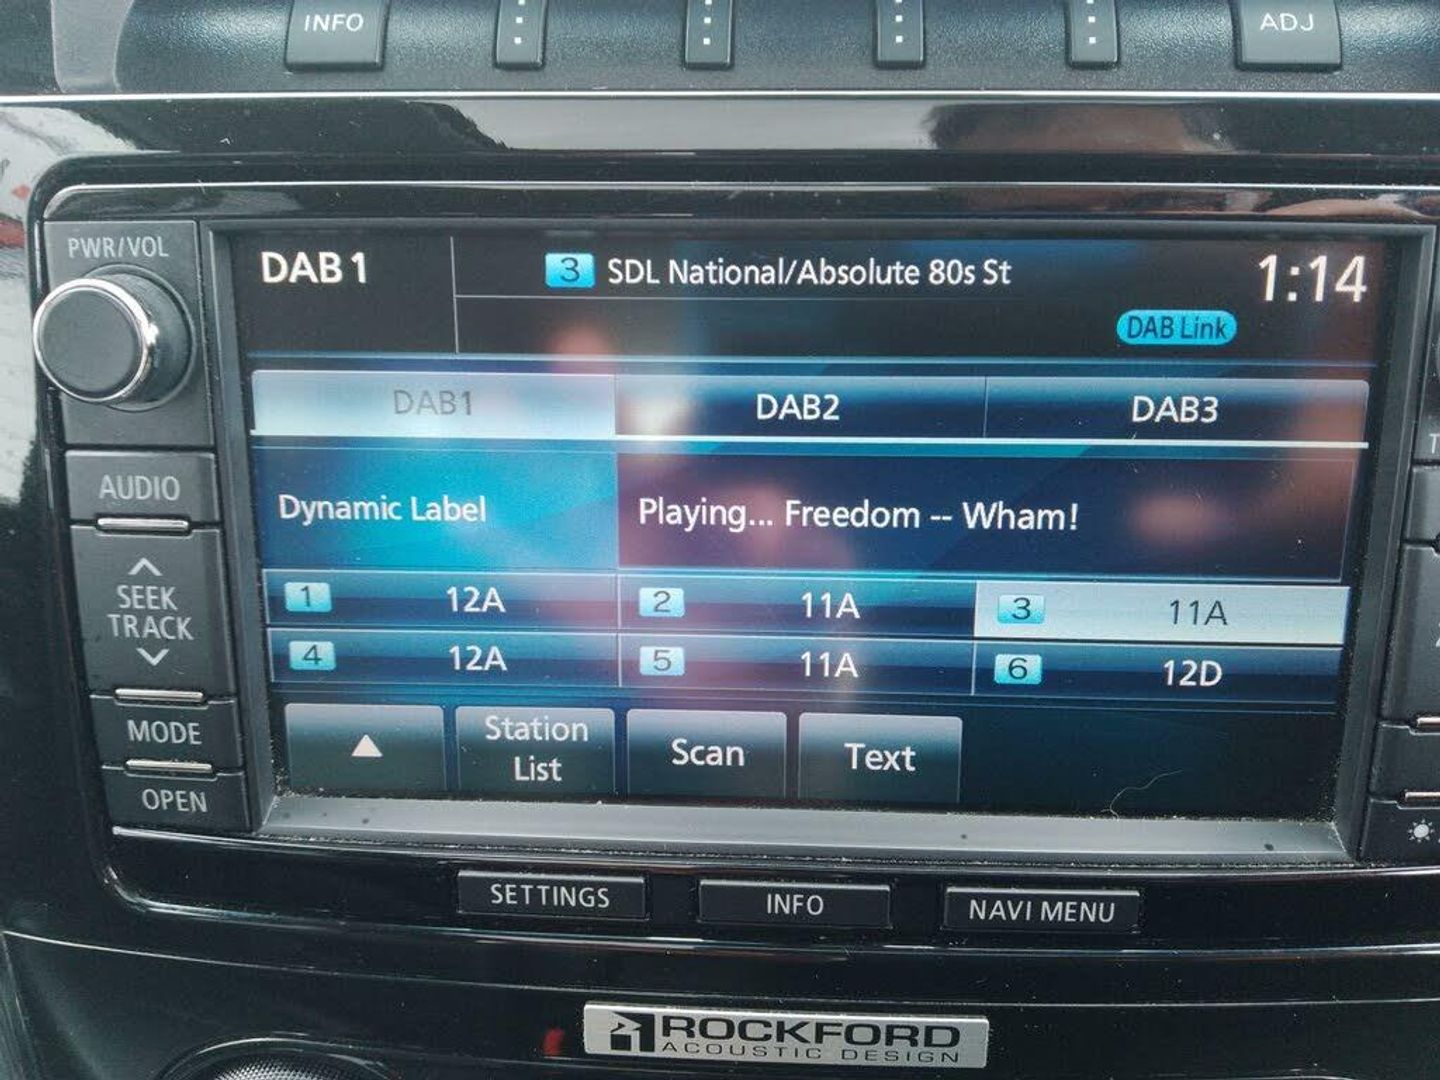 INFO
ADJ
PWR/VOL
DAB 1
3 SDL National/Absolute 80s St
1:14
DAB Link
DAB1
DAB2
DAB3
AUDIO
Dynamic Label
Playing... Freedom -- Wham!
SEEK
TRACK
1 12A
2 11A
3 11A
4 12A
5 11A
6 12D
MODE
Station
List
Scan
Text
OPEN
SETTINGS
INFO
NAVI MENU
ROCKFORD
ACOUSTIC DESIGN